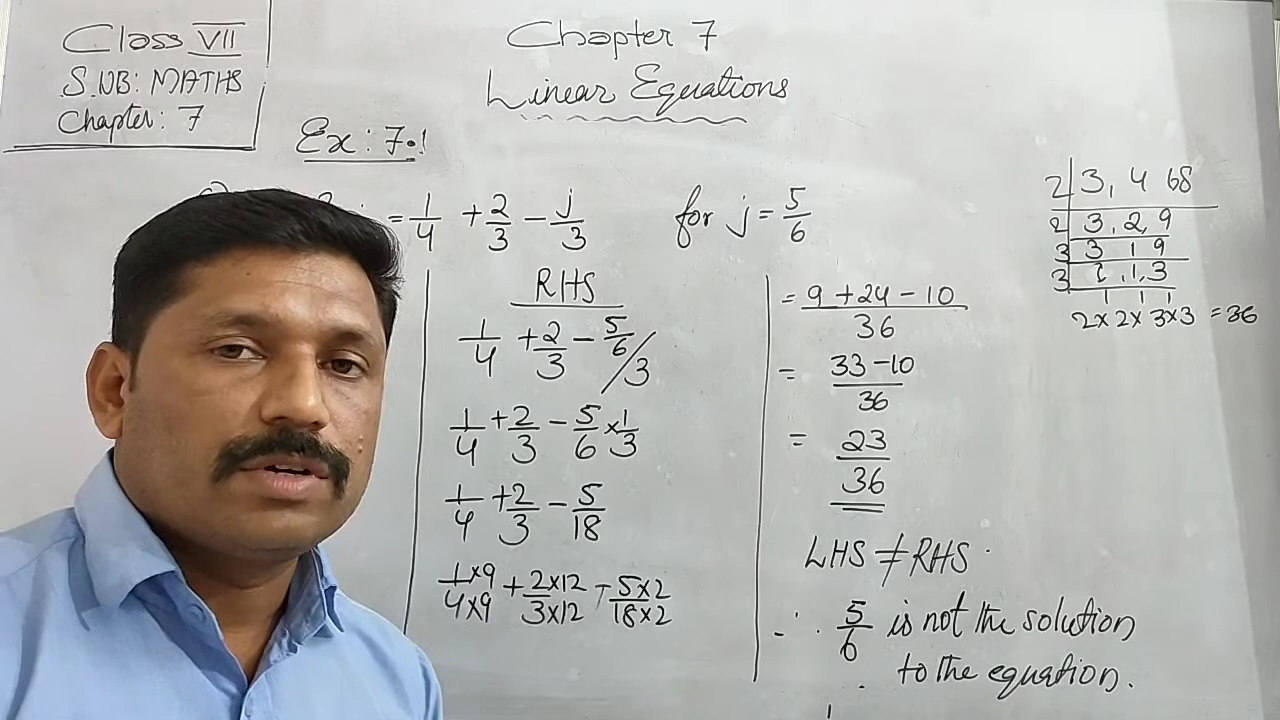 Class VII
SUB: MATHS
Chapter: 7
Chapter 7
Linear Equations
Ex: 7.1
= 1/4 + 2/3 - j/3 for j = 5/6
RHS
1/4 + 2/3 - 5/6 / 3
1/4 + 2/3 - 5/6 × 1/3
1/4 + 2/3 - 5/18
1×9/4×9 + 2×12/3×12 - 5×2/18×2
= 9 + 24 - 10 / 36
= 33 - 10 / 36
= 23/36
LHS ≠ RHS
∴ 5/6 is not the solution
to the equation.
2 | 3, 4 18
2 | 3, 2, 9
3 | 3 1 9
3 | 1, 1, 3
1 1 1
2×2×3×3 = 36